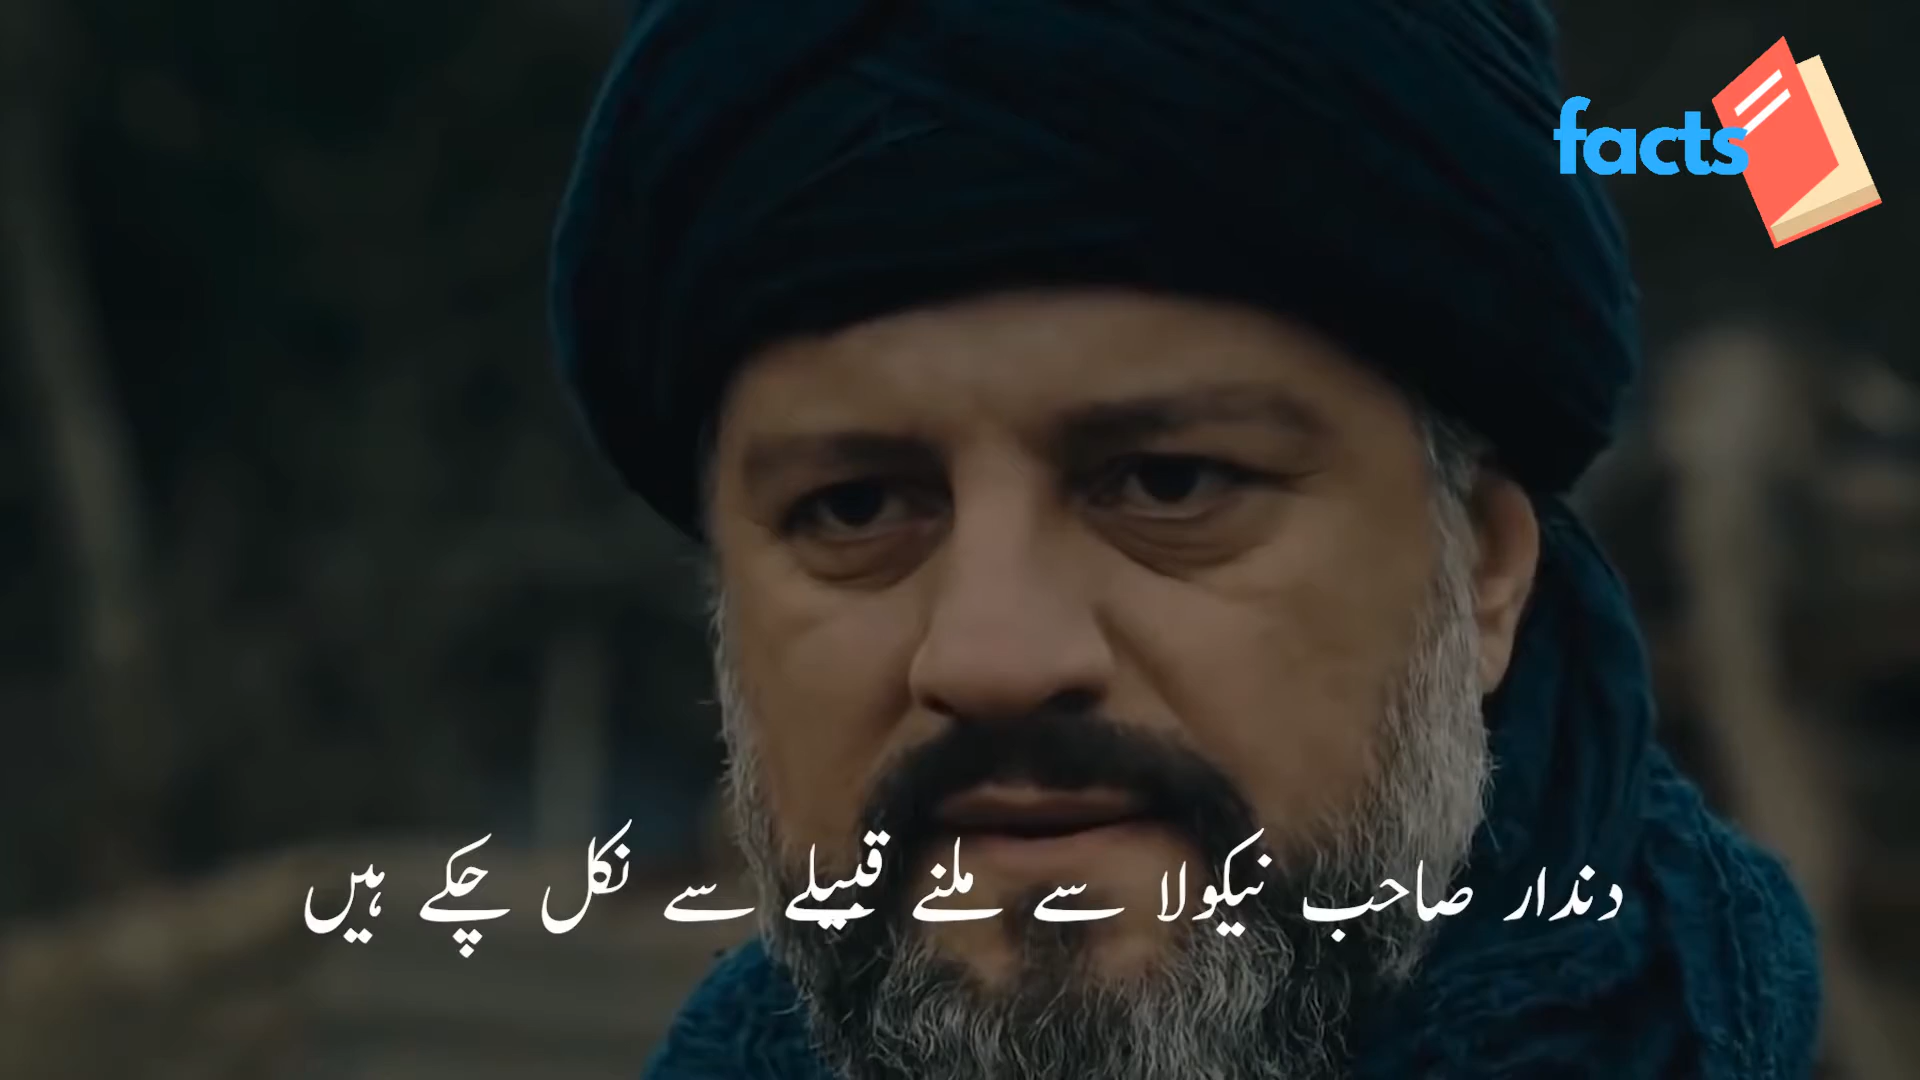 facts
دندار صاحب نیکولا سے ملنے قبیلے سے نکل چکے ہیں